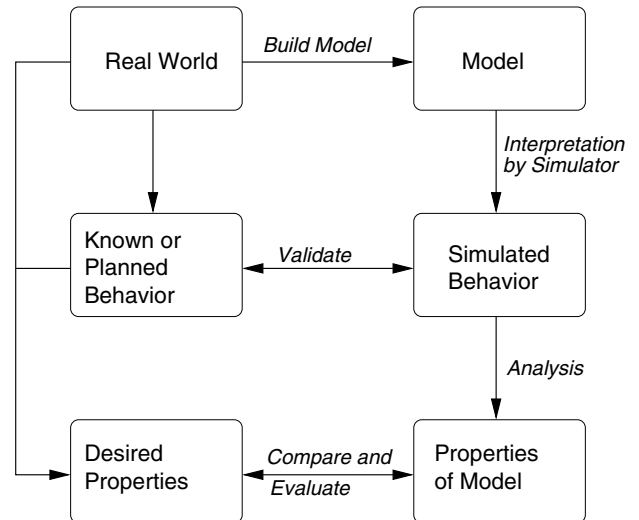 Real World
Build Model
Model
Interpretation
by Simulator
Known or
Planned
Behavior
Validate
Simulated
Behavior
Analysis
Desired
Properties
Compare and
Evaluate
Properties
of Model